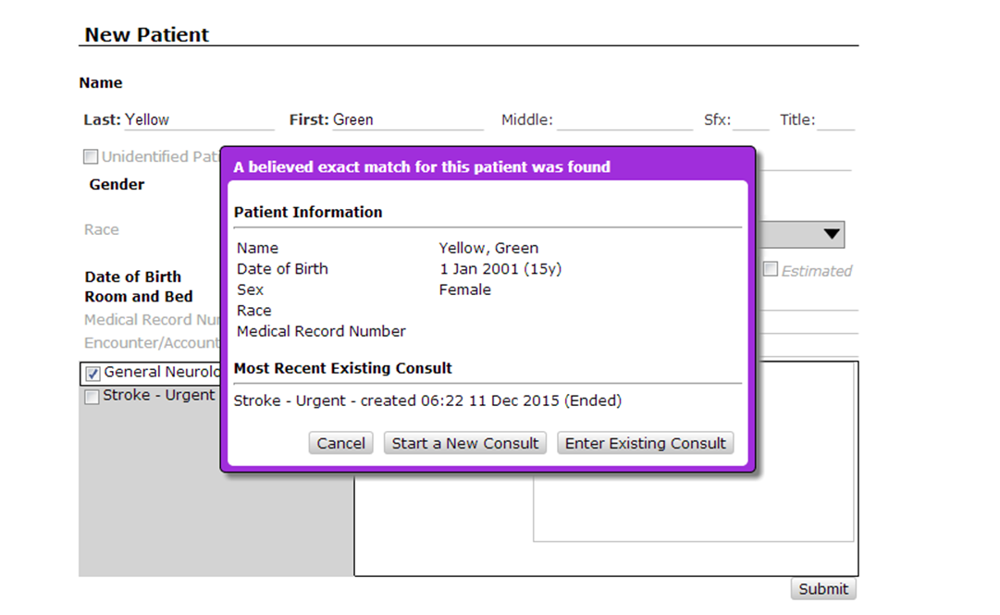 New Patient
Name
Last: Yellow First: Green Middle: Sfx: Title:
Unidentified Pati
Gender
Race
Date of Birth
Estimated
Room and Bed
Medical Record Nu
Encounter/Account
General Neurolo
Stroke - Urgent
A believed exact match for this patient was found
Patient Information
Name Yellow, Green
Date of Birth 1 Jan 2001 (15y)
Sex Female
Race
Medical Record Number
Most Recent Existing Consult
Stroke - Urgent - created 06:22 11 Dec 2015 (Ended)
Cancel Start a New Consult Enter Existing Consult
Submit